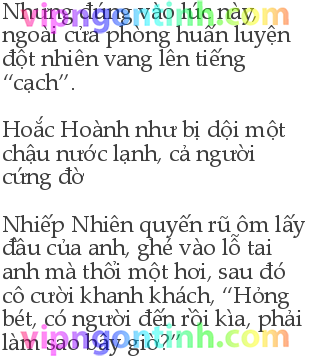 vipngontinh.com
Nhưng đúng vào lúc này
ngoài cửa phòng huấn luyện
đột nhiên vang lên tiếng
“cạch”.
Hoắc Hoành như bị dội một
chậu nước lạnh, cả người
cứng đờ
Nhiếp Nhiên quyến rũ ôm lấy
đầu của anh, ghé vào lỗ tai
anh mà thổi một hơi, sau đó
cô cười khanh khách, “Hỏng
bét, có người đến rồi kìa, phải
làm sao bây giờ?”
vipngontinh.com